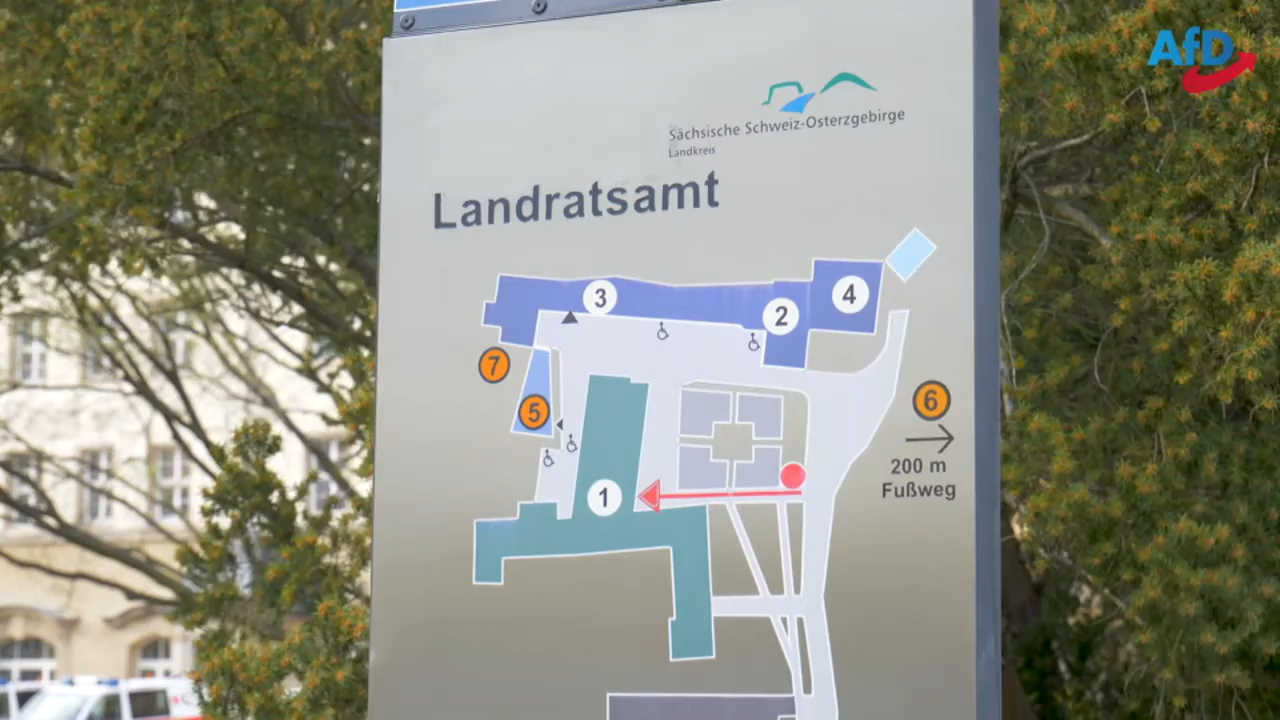 AfD
Sächsische Schweiz-Osterzgebirge
Landkreis
Landratsamt
3
2
4
7
5
6
200 m
Fußweg
1